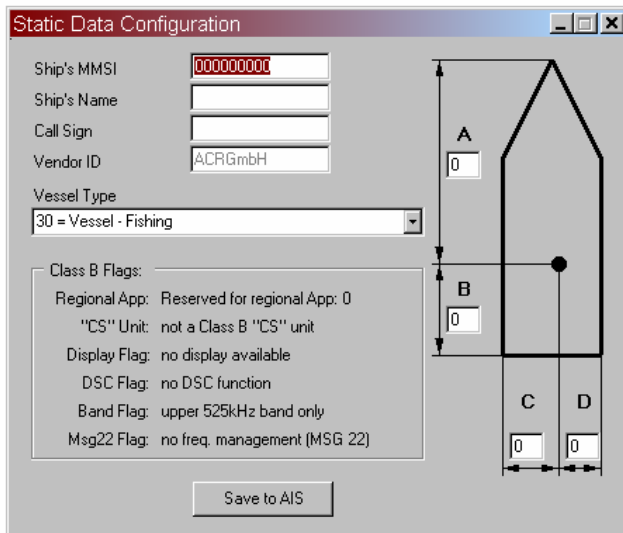 Static Data Configuration
Ship's MMSI 000000000
Ship's Name
Call Sign
Vendor ID ACRGmbH
Vessel Type
30 = Vessel - Fishing
Class B Flags:
Regional App: Reserved for regional App: 0
"CS" Unit: not a Class B "CS" unit
Display Flag: no display available
DSC Flag: no DSC function
Band Flag: upper 525kHz band only
Msg22 Flag: no freq. management (MSG 22)
Save to AIS
A
0
B
0
C D
0 0